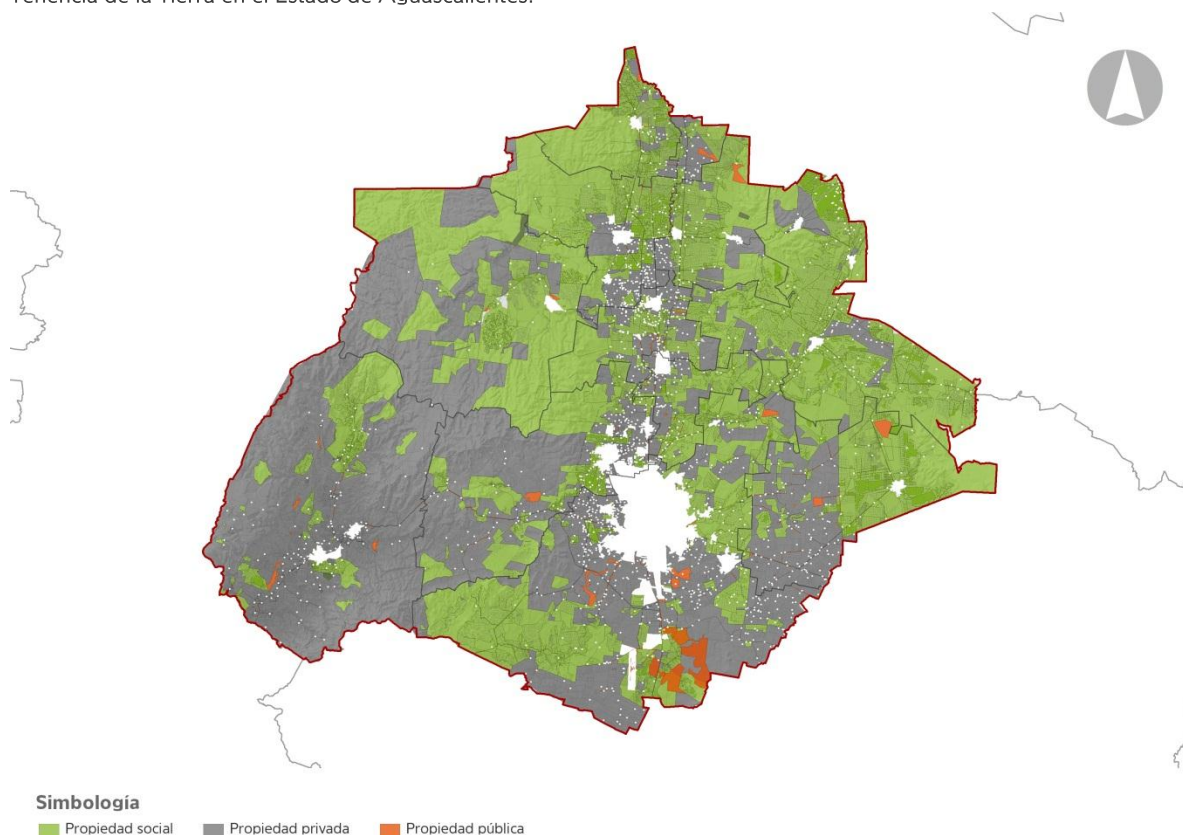 Tenencia de la Tierra en el Estado de Aguascalientes.
Simbología
Propiedad social
Propiedad privada
Propiedad pública